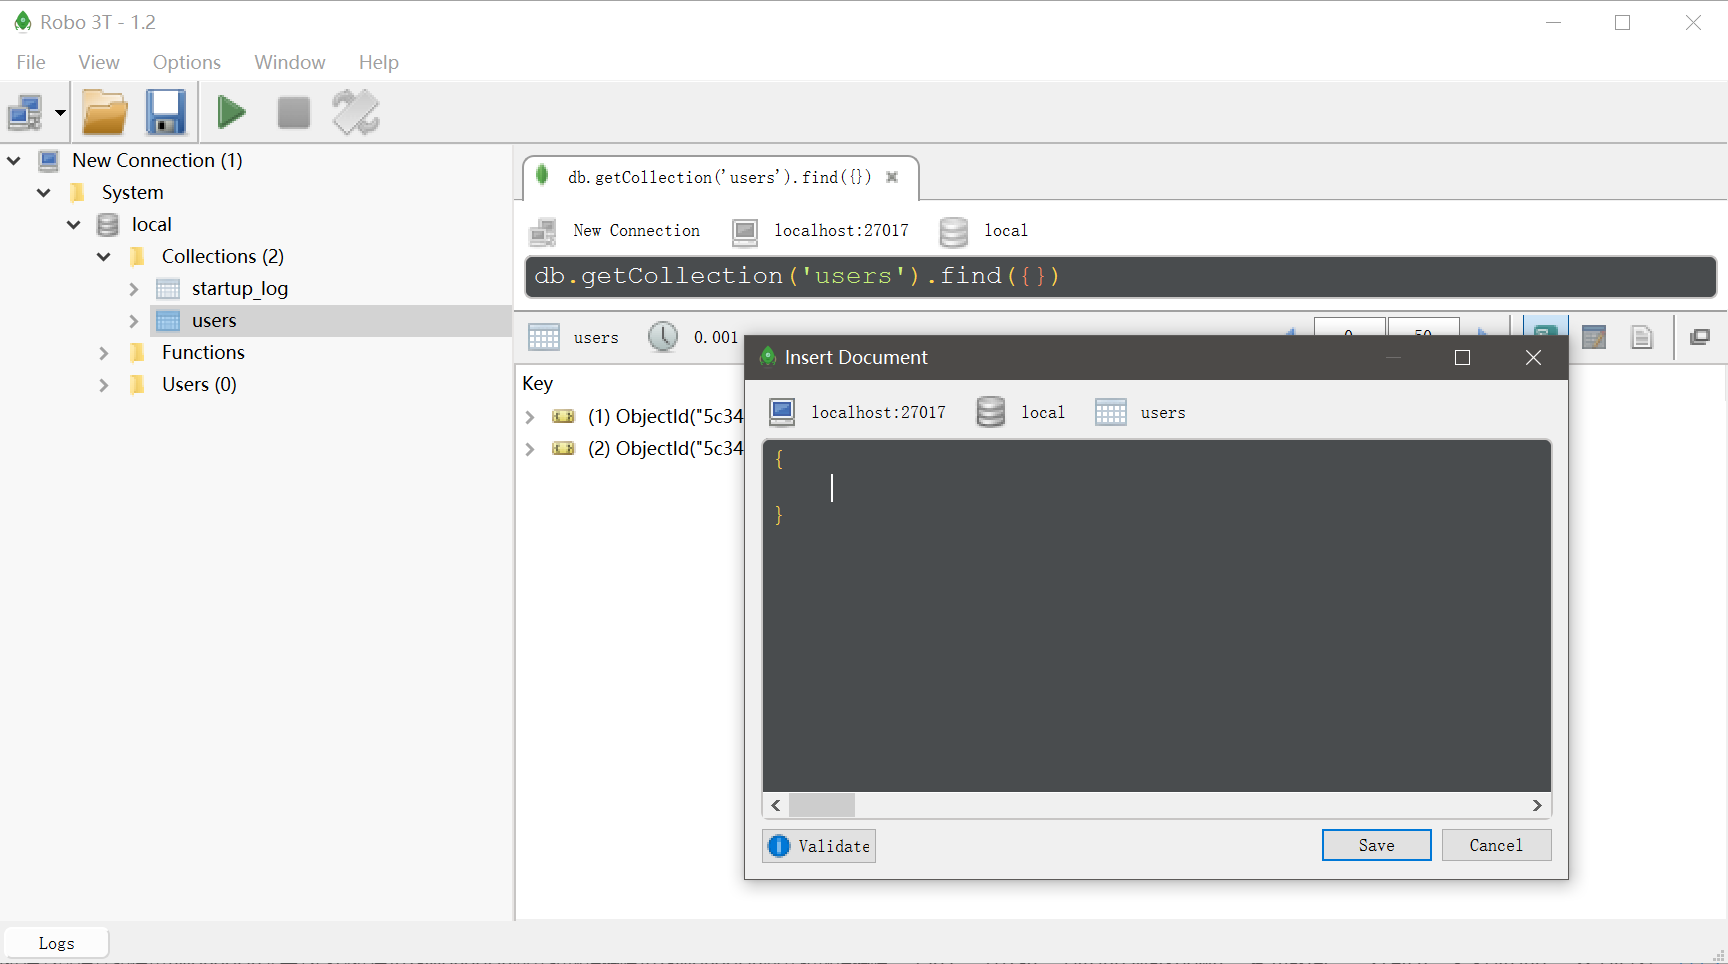 Robo 3T - 1.2
File View Options Window Help
New Connection (1)
System
local
Collections (2)
startup_log
users
Functions
Users (0)
db.getCollection('users').find({})
New Connection localhost:27017 local
db.getCollection('users').find({})
users 0.001
Key
(1) ObjectId("5c34
(2) ObjectId("5c34
Insert Document
localhost:27017 local users
{
}
Validate Save Cancel
Logs